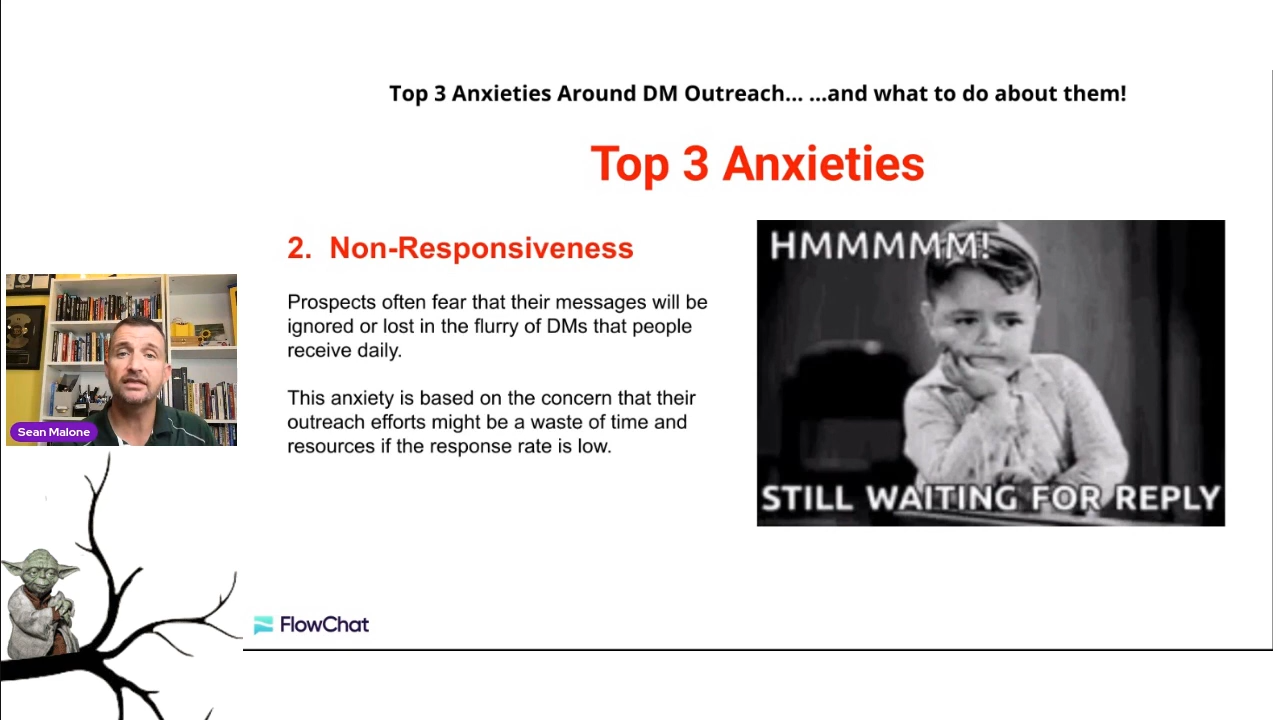 Top 3 Anxieties Around DM Outreach... ...and what to do about them!
Top 3 Anxieties
2. Non-Responsiveness
Prospects often fear that their messages will be
ignored or lost in the flurry of DMs that people
receive daily.
This anxiety is based on the concern that their
outreach efforts might be a waste of time and
resources if the response rate is low.
HMMMMM!
STILL WAITING FOR REPLY
Sean Malone
FlowChat